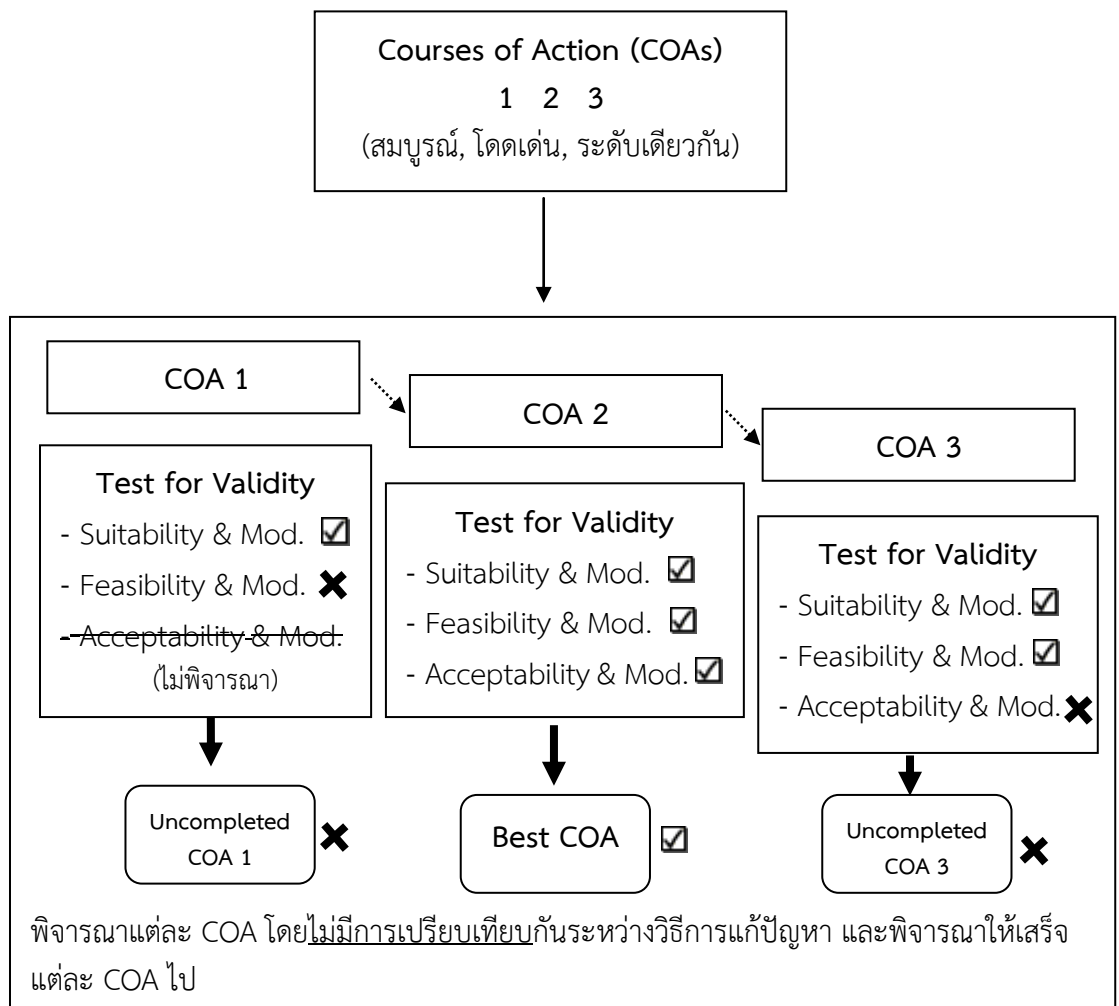 Courses of Action (COAs)
1 2 3
(สมบูรณ์, โดดเด่น, ระดับเดียวกัน)
COA 1
COA 2
COA 3
Test for Validity
- Suitability & Mod. ☑
- Feasibility & Mod. ✖
- Acceptability & Mod.
(ไม่พิจารณา)
Test for Validity
- Suitability & Mod. ☑
- Feasibility & Mod. ☑
- Acceptability & Mod. ☑
Test for Validity
- Suitability & Mod. ☑
- Feasibility & Mod. ☑
- Acceptability & Mod. ✖
Uncompleted
COA 1 ✖
Best COA ☑
Uncompleted
COA 3 ✖
พิจารณาแต่ละ COA โดยไม่มีการเปรียบเทียบกันระหว่างวิธีการแก้ปัญหา และพิจารณาให้เสร็จ
แต่ละ COA ไป